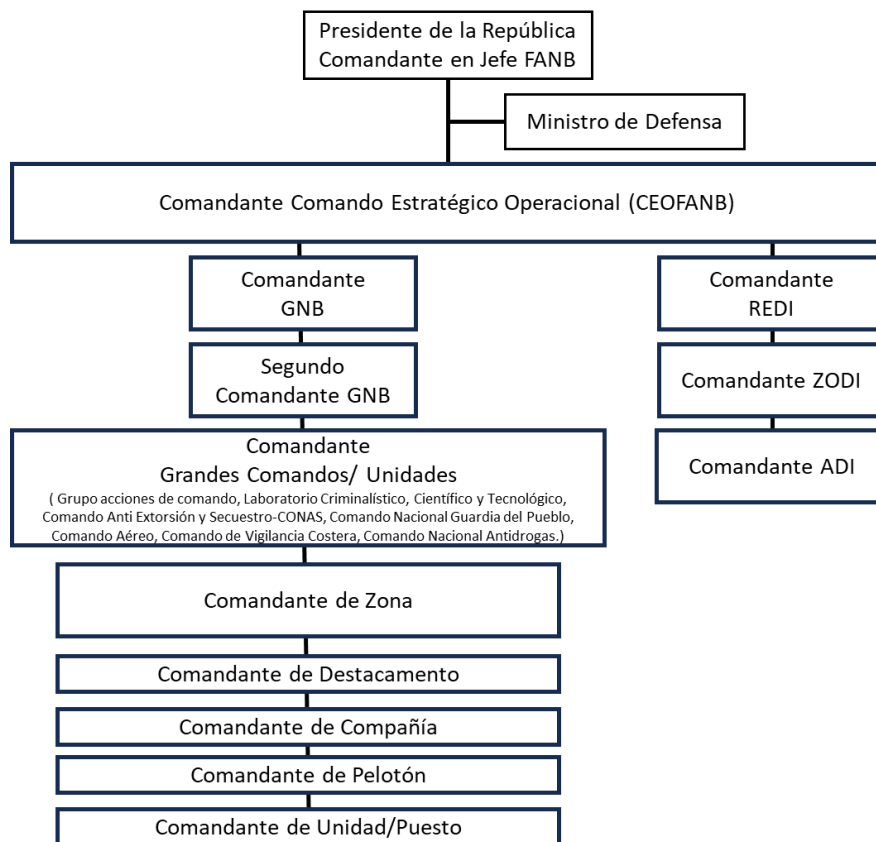 Presidente de la República
Comandante en Jefe FANB
Ministro de Defensa
Comandante Comando Estratégico Operacional (CEOFANB)
Comandante
GNB
Comandante
REDI
Segundo
Comandante GNB
Comandante ZODI
Comandante
Grandes Comandos/ Unidades
( Grupo acciones de comando, Laboratorio Criminalístico, Científico y Tecnológico,
Comando Anti Extorsión y Secuestro-CONAS, Comando Nacional Guardia del Pueblo,
Comando Aéreo, Comando de Vigilancia Costera, Comando Nacional Antidrogas.)
Comandante ADI
Comandante de Zona
Comandante de Destacamento
Comandante de Compañía
Comandante de Pelotón
Comandante de Unidad/Puesto